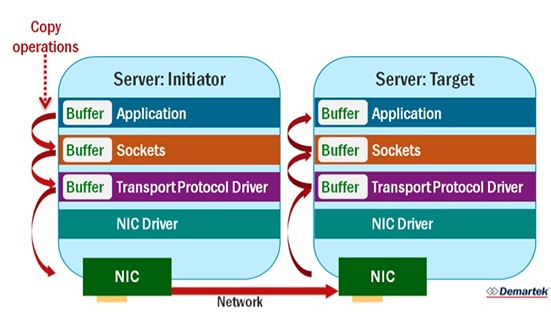 Copy
operations
Server: Initiator
Buffer Application
Buffer Sockets
Buffer Transport Protocol Driver
NIC Driver
NIC
Server: Target
Buffer Application
Buffer Sockets
Buffer Transport Protocol Driver
NIC Driver
NIC
Network
Demartek